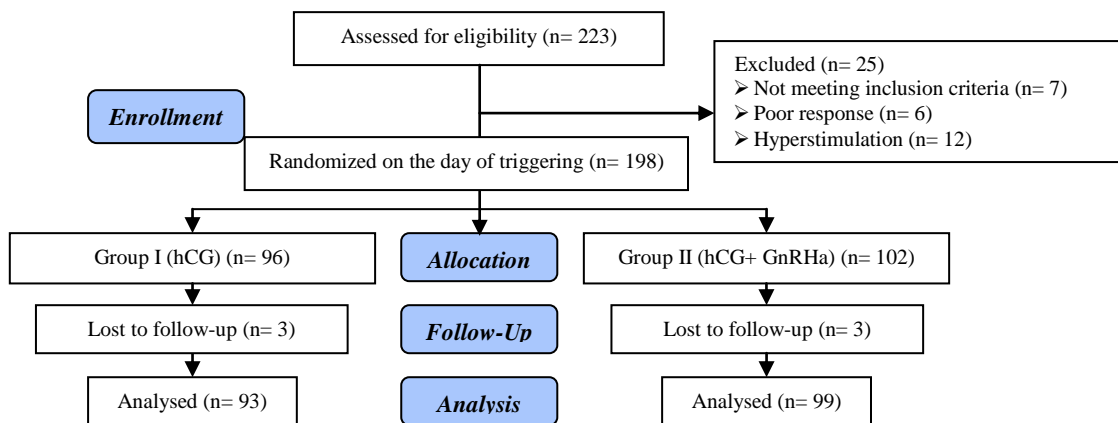 Assessed for eligibility (n= 223)
Excluded (n= 25)
➢ Not meeting inclusion criteria (n= 7)
➢ Poor response (n= 6)
➢ Hyperstimulation (n= 12)
Enrollment
Randomized on the day of triggering (n= 198)
Group I (hCG) (n= 96)
Allocation
Group II (hCG+ GnRHa) (n= 102)
Lost to follow-up (n= 3)
Follow-Up
Lost to follow-up (n= 3)
Analysed (n= 93)
Analysis
Analysed (n= 99)